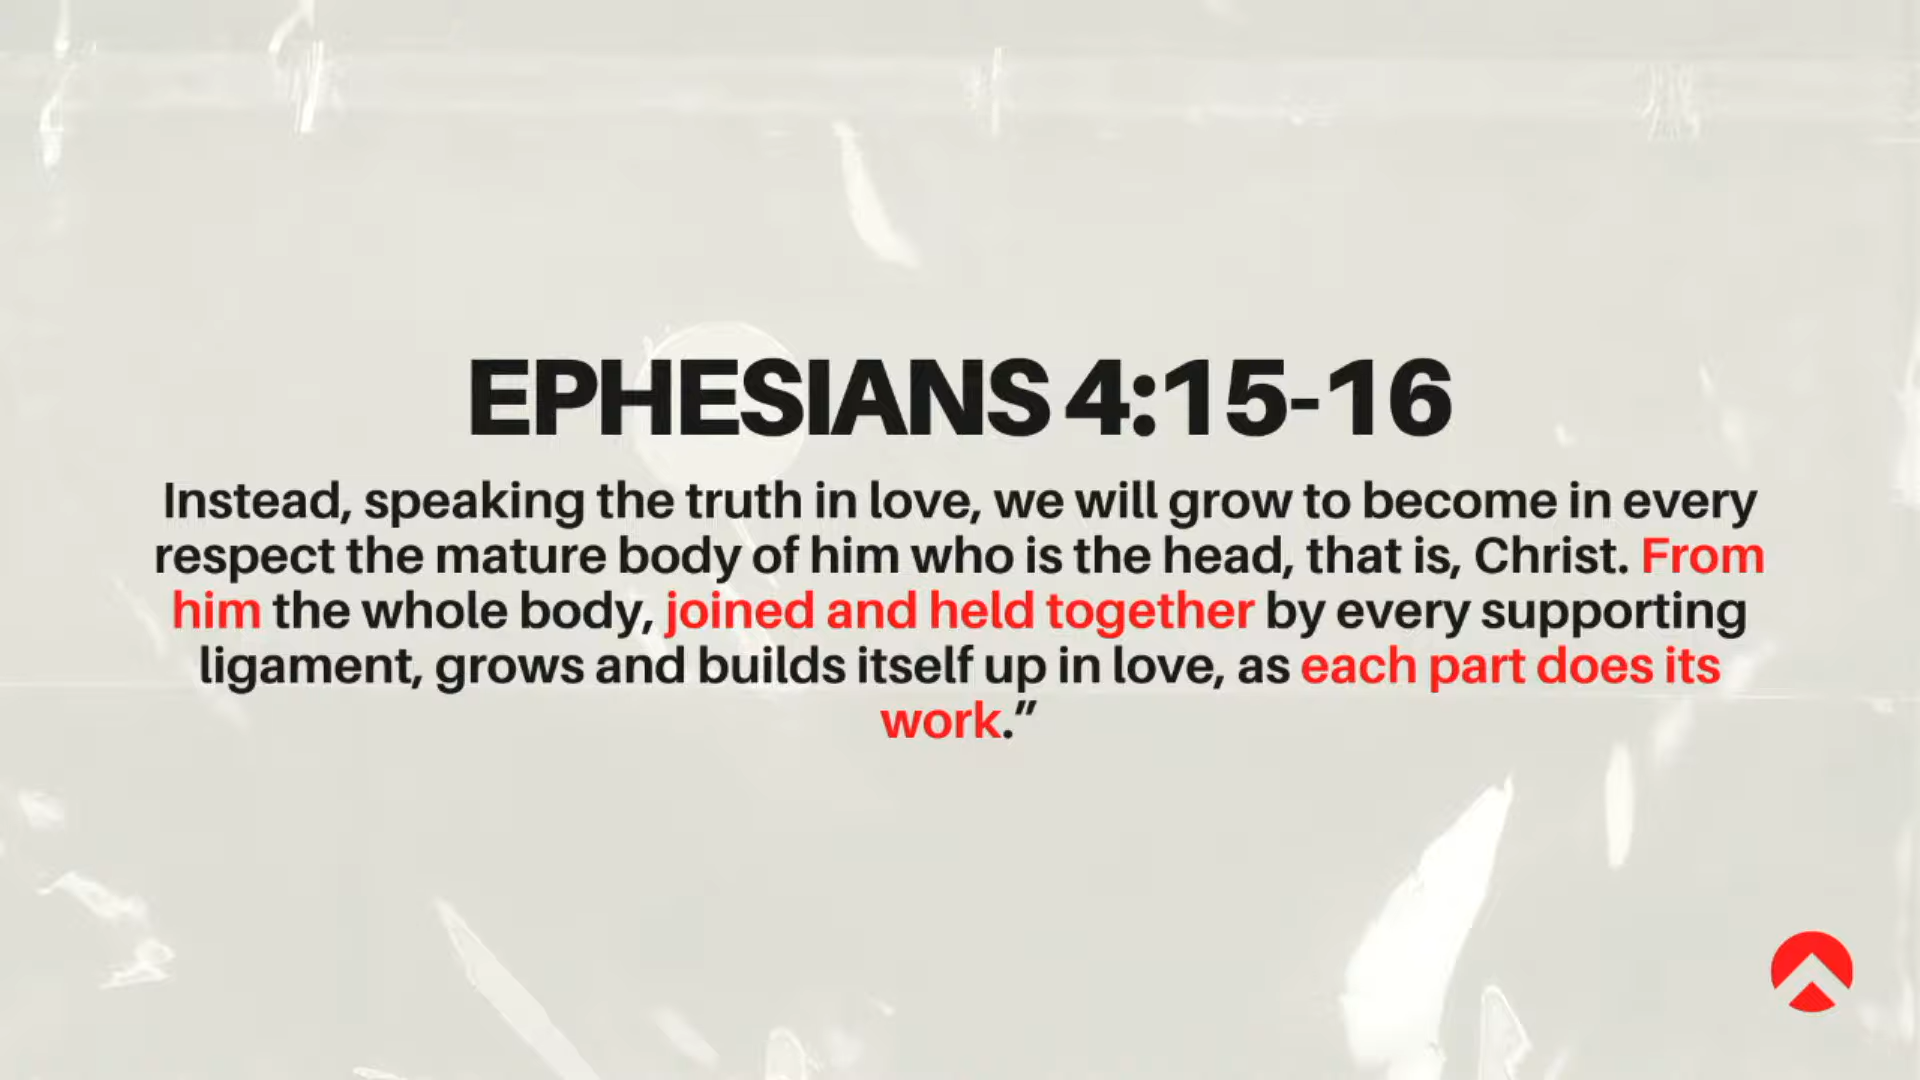 EPHESIANS 4:15-16
Instead, speaking the truth in love, we will grow to become in every
respect the mature body of him who is the head, that is, Christ. From
him the whole body, joined and held together by every supporting
ligament, grows and builds itself up in love, as each part does its
work.”